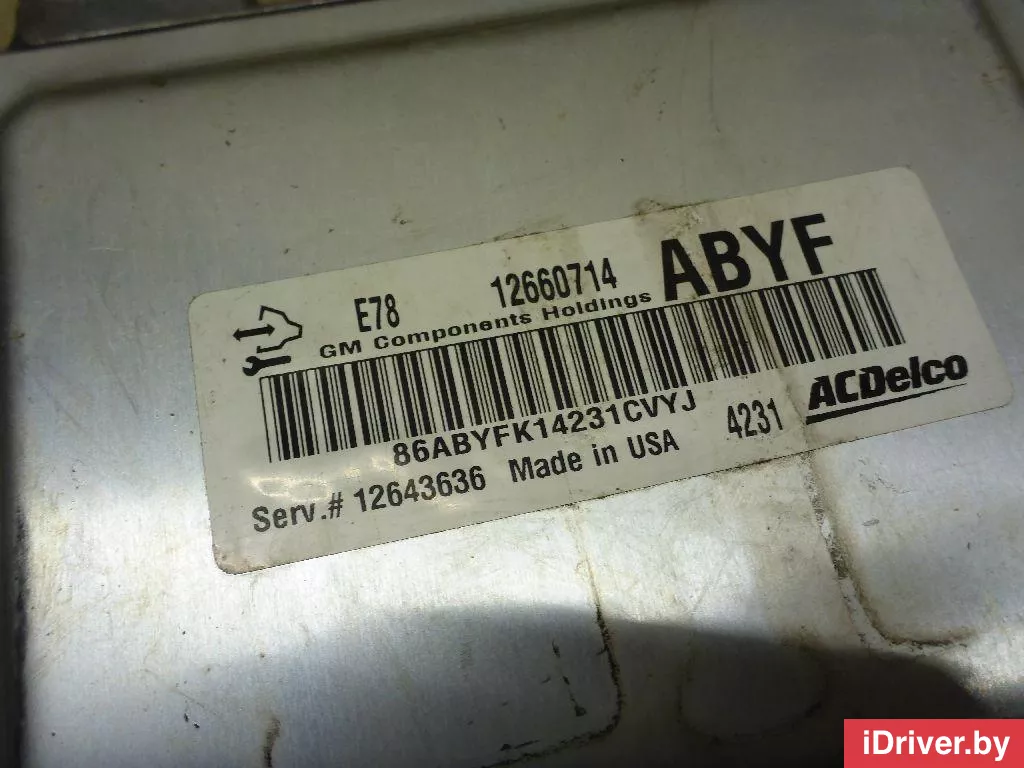 E78 12660714 ABYF
GM Components Holdings
86ABYFK14231CVYJ
4231 ACDelco
Serv.# 12643636 Made in USA
iDriver.by